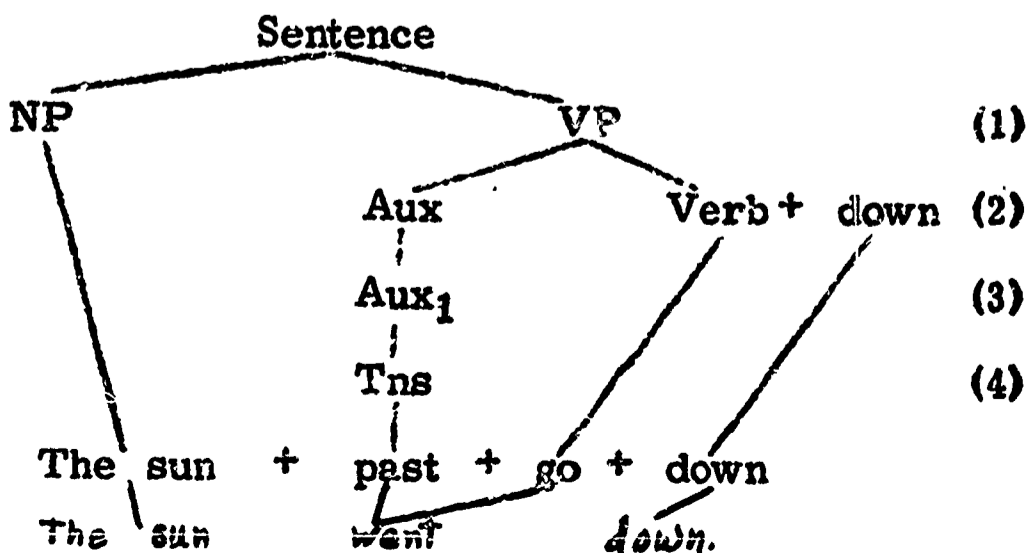 Sentence
NP VP (1)
Aux Verb + down (2)
Aux₁ (3)
Tns (4)
The sun + past + go + down
The sun went down.